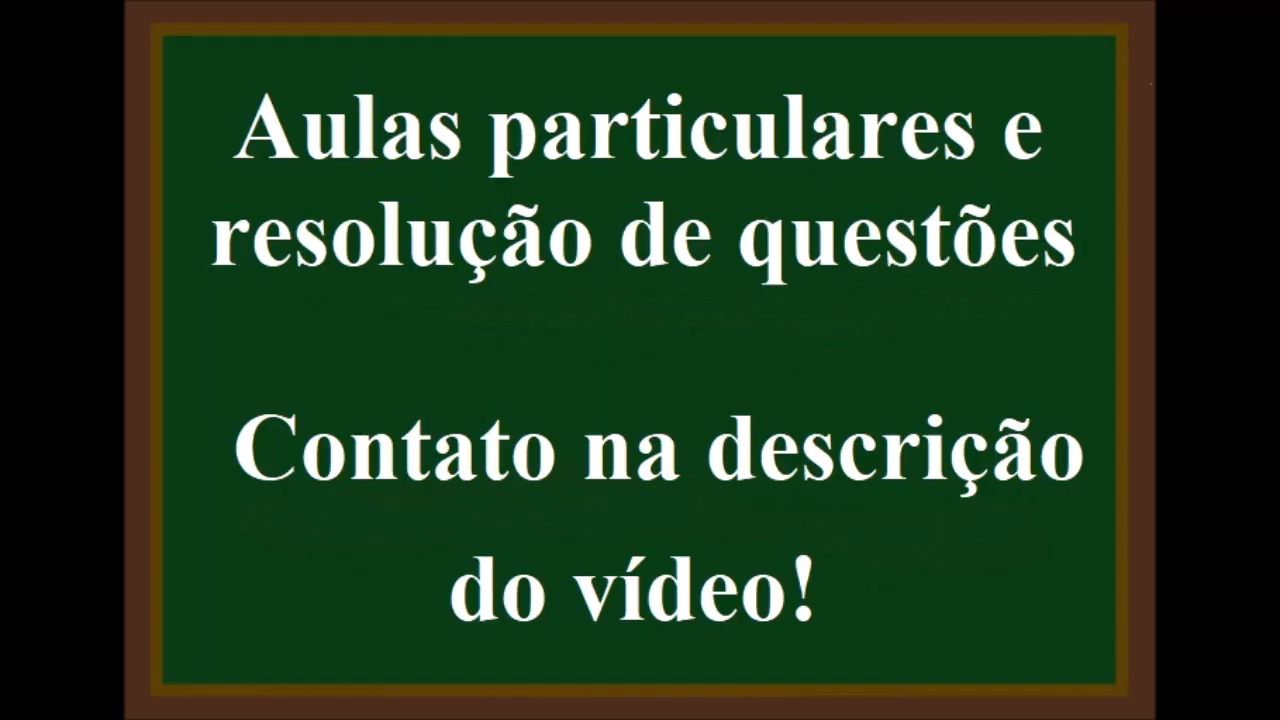 Aulas particulares e
resolução de questões
Contato na descrição
do vídeo!